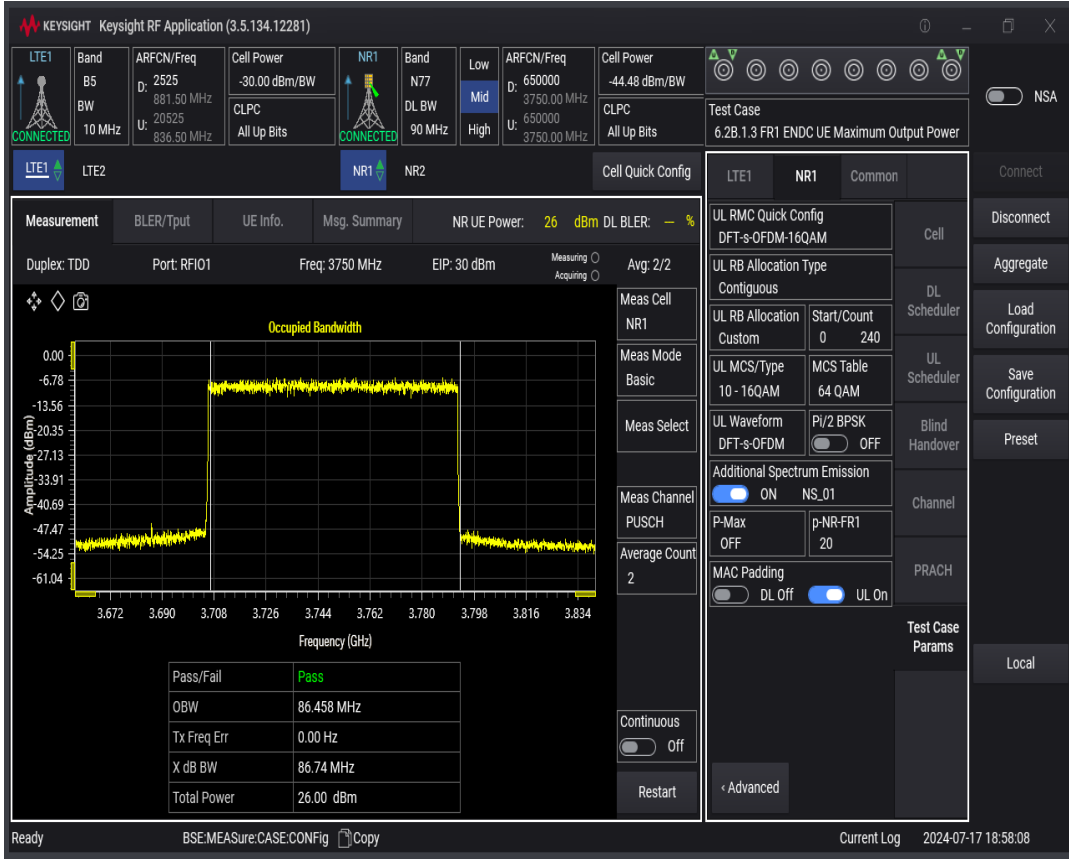 KEYSIGHT Keysight RF Application (3.5.134.12281)
LTE1 Band B5 BW 10 MHz CONNECTED
ARFCN/Freq D: 2525 881.50 MHz U: 20525 836.50 MHz
Cell Power -30.00 dBm/BW
CLPC All Up Bits
NR1 Band N77 DL BW 90 MHz CONNECTED
Low
Mid
High
ARFCN/Freq D: 650000 3750.00 MHz U: 650000 3750.00 MHz
Cell Power -44.48 dBm/BW
CLPC All Up Bits
A V A V
Test Case
6.2B.1.3 FR1 ENDC UE Maximum Output Power
NSA
LTE1 LTE2 NR1 NR2 Cell Quick Config
Measurement BLER/Tput UE Info. Msg. Summary NR UE Power: 26 dBm DL BLER: — %
Duplex: TDD Port: RFIO1 Freq: 3750 MHz EIP: 30 dBm Measuring Acquiring Avg: 2/2
Occupied Bandwidth
Amplitude (dBm)
0.00
-6.78
-13.56
-20.35
-27.13
-33.91
-40.69
-47.47
-54.25
-61.04
3.672 3.690 3.708 3.726 3.744 3.762 3.780 3.798 3.816 3.834
Frequency (GHz)
Pass/Fail Pass
OBW 86.458 MHz
Tx Freq Err 0.00 Hz
X dB BW 86.74 MHz
Total Power 26.00 dBm
Meas Cell
NR1
Meas Mode
Basic
Meas Select
Meas Channel
PUSCH
Average Count
2
Continuous
Off
Restart
LTE1 NR1 Common
UL RMC Quick Config
DFT-s-OFDM-16QAM
UL RB Allocation Type
Contiguous
UL RB Allocation Start/Count
Custom 0 240
UL MCS/Type MCS Table
10 - 16QAM 64 QAM
UL Waveform Pi/2 BPSK
DFT-s-OFDM OFF
Additional Spectrum Emission
ON NS_01
P-Max p-NR-FR1
OFF 20
MAC Padding
DL Off UL On
‹ Advanced
Cell
DL
Scheduler
UL
Scheduler
Blind
Handover
Channel
PRACH
Test Case
Params
Connect
Disconnect
Aggregate
Load
Configuration
Save
Configuration
Preset
Local
Ready BSE:MEASure:CASE:CONFig Copy Current Log 2024-07-17 18:58:08